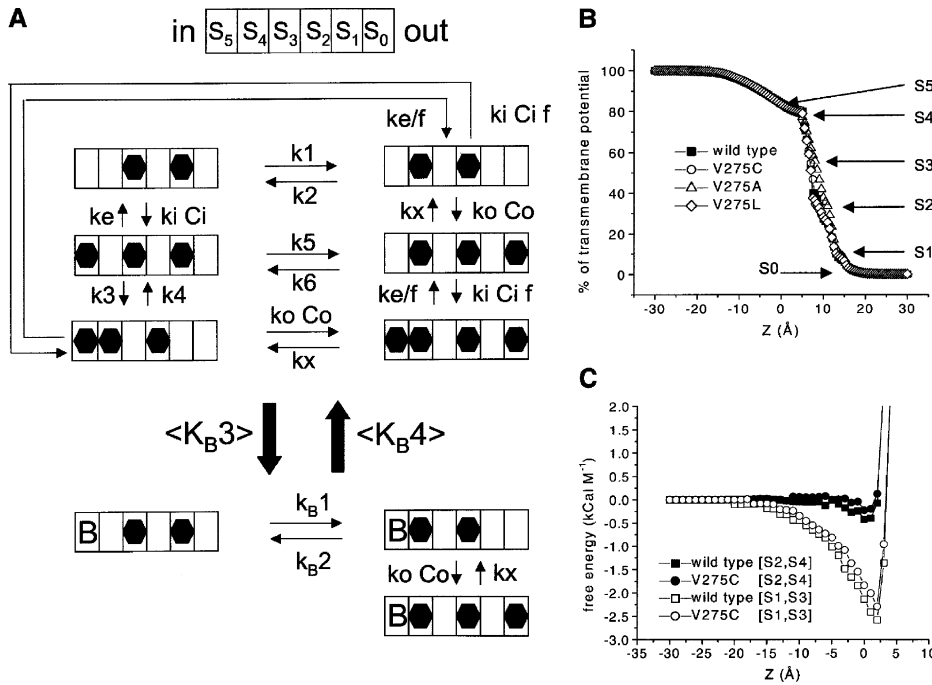 A
in S5 S4 S3 S2 S1 S0 out
ke/f
ki Ci f
k1
k2
ke
ki Ci
kx
ko Co
k5
k6
k3
k4
ke/f
ki Ci f
ko Co
kx
<KB3>
<KB4>
B
kB1
kB2
B
ko Co
kx
B
B
% of transmembrane potential
100
80
60
40
20
0
wild type
V275C
V275A
V275L
S5
S4
S3
S2
S1
S0
-30
-20
-10
0
10
20
30
Z (Å)
C
free energy (kCal M-1)
2.0
1.5
1.0
0.5
0.0
-0.5
-1.0
-1.5
-2.0
-2.5
-3.0
wild type [S2,S4]
V275C [S2,S4]
wild type [S1,S3]
V275C [S1,S3]
-35
-30
-25
-20
-15
-10
-5
0
5
10
Z (Å)